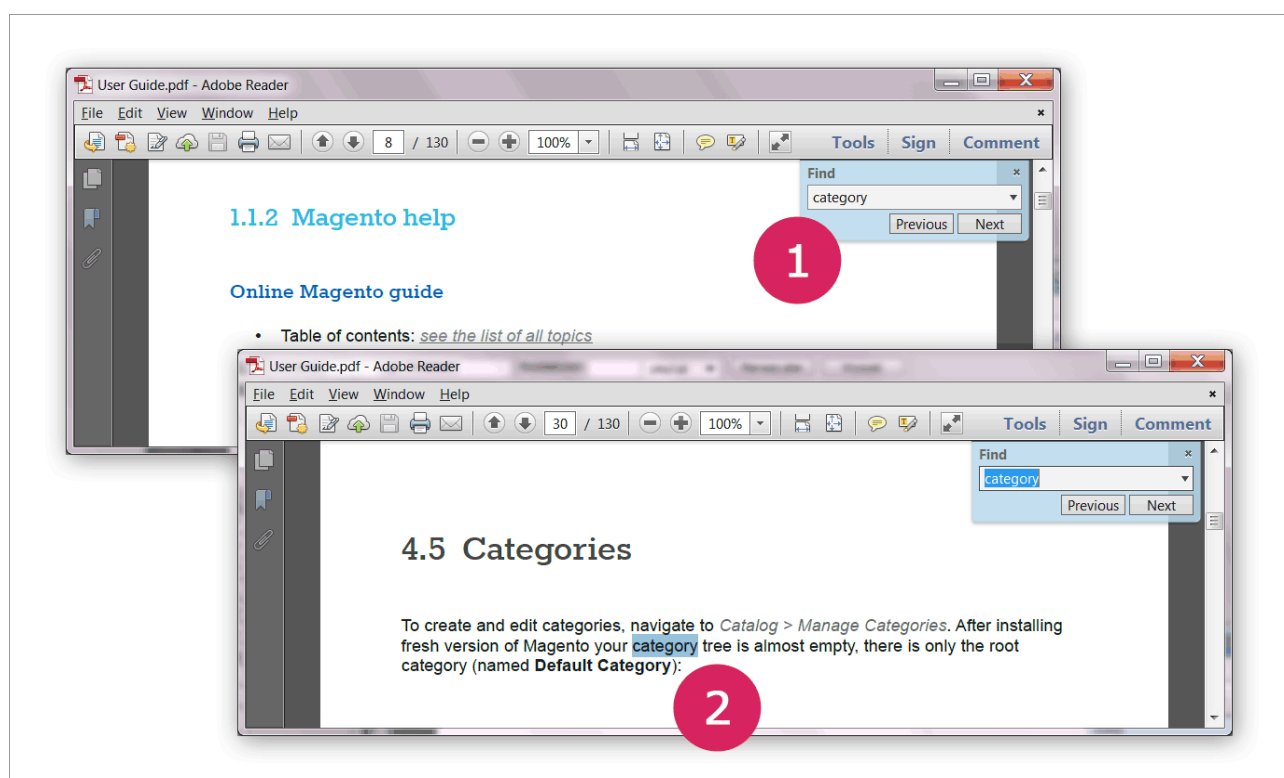 User Guide.pdf - Adobe Reader
File Edit View Window Help
8 / 130 100% Tools Sign Comment
Find
category
Previous Next
1.1.2 Magento help
1
Online Magento guide
• Table of contents: see the list of all topics
User Guide.pdf - Adobe Reader
File Edit View Window Help
30 / 130 100% Tools Sign Comment
Find
category
Previous Next
4.5 Categories
To create and edit categories, navigate to Catalog > Manage Categories. After installing
fresh version of Magento your category tree is almost empty, there is only the root
category (named Default Category):
2